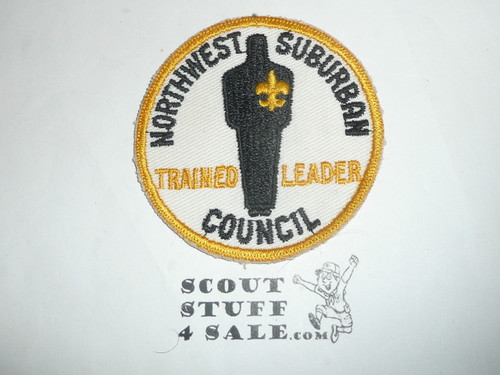 NORTHWEST SUBURBAN
TRAINED LEADER
COUNCIL
SCOUT
STUFF
4 SALE.COM